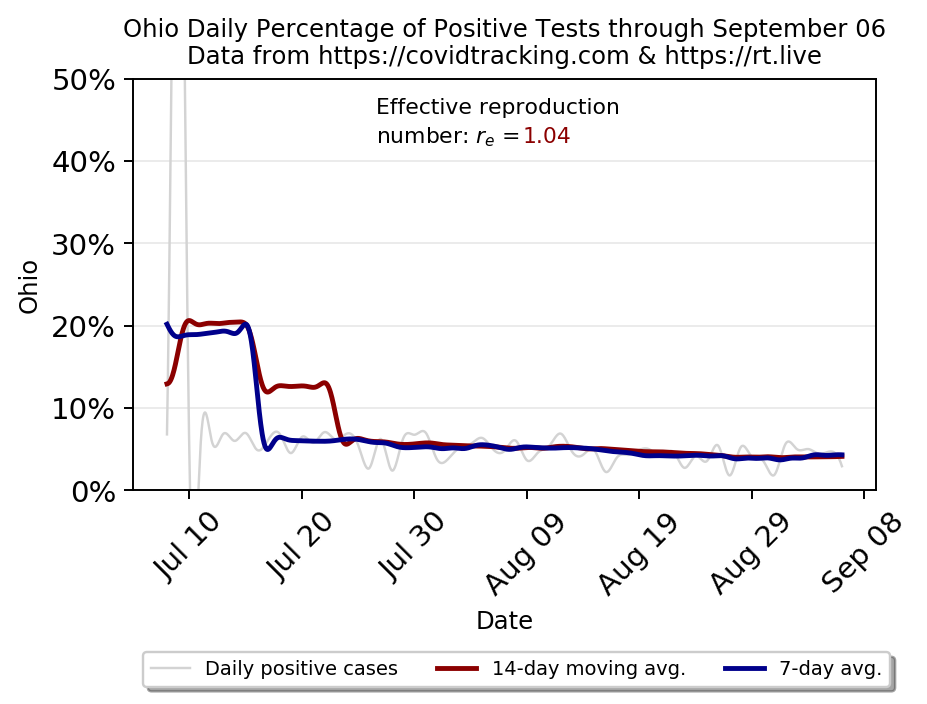 Ohio Daily Percentage of Positive Tests through September 06
Data from https://covidtracking.com & https://rt.live
50%
Effective reproduction
number: rₑ =1.04
40%
30%
Ohio
20%
10%
0%
Jul 10
Jul 20
Jul 30
Aug 09
Aug 19
Aug 29
Sep 08
Date
Daily positive cases
14-day moving avg.
7-day avg.